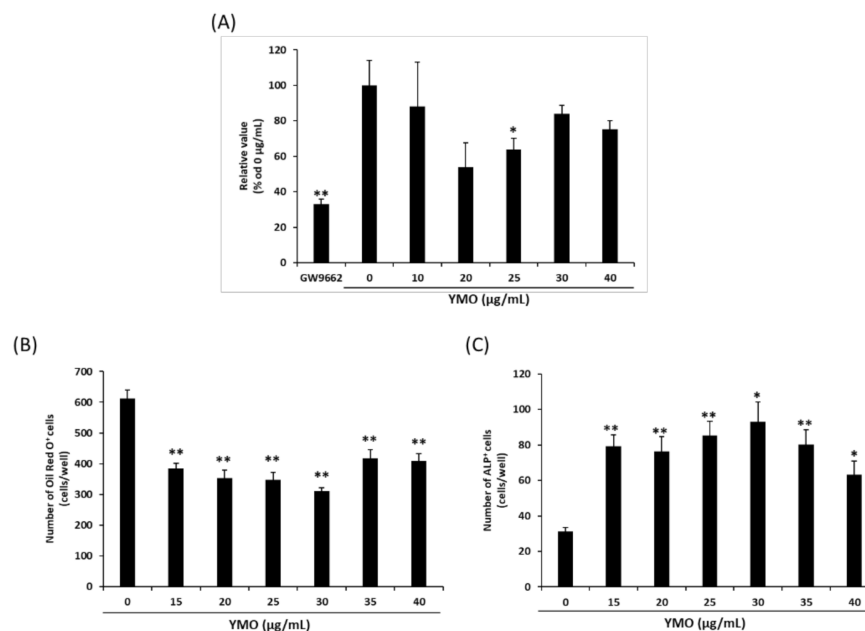 (A)
Relative value
(% od 0 μg/mL)
120
100
80
60
40
20
0
**
*
GW9662 0 10 20 25 30 40
YMO (μg/mL)
(B)
Number of Oil Red O⁺ cells
(cells/well)
700
600
500
400
300
200
100
0
** ** ** ** ** **
0 15 20 25 30 35 40
YMO (μg/mL)
(C)
Number of ALP⁺ cells
(cells/well)
120
100
80
60
40
20
0
** ** ** * ** *
0 15 20 25 30 35 40
YMO (μg/mL)